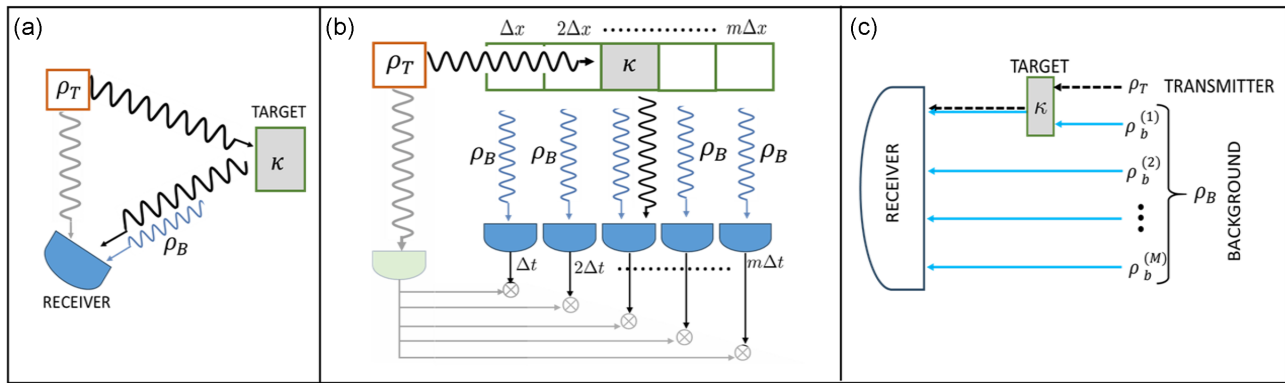 (a)
ρ_T
TARGET
κ
ρ_B
RECEIVER
(b)
Δx 2Δx ............... mΔx
ρ_T
κ
ρ_B ρ_B ρ_B ρ_B
Δt 2Δt ............... mΔt
(c)
TARGET
κ
ρ_T TRANSMITTER
ρ_b^(1)
ρ_b^(2)
⋮
ρ_b^(M)
ρ_B
BACKGROUND
RECEIVER